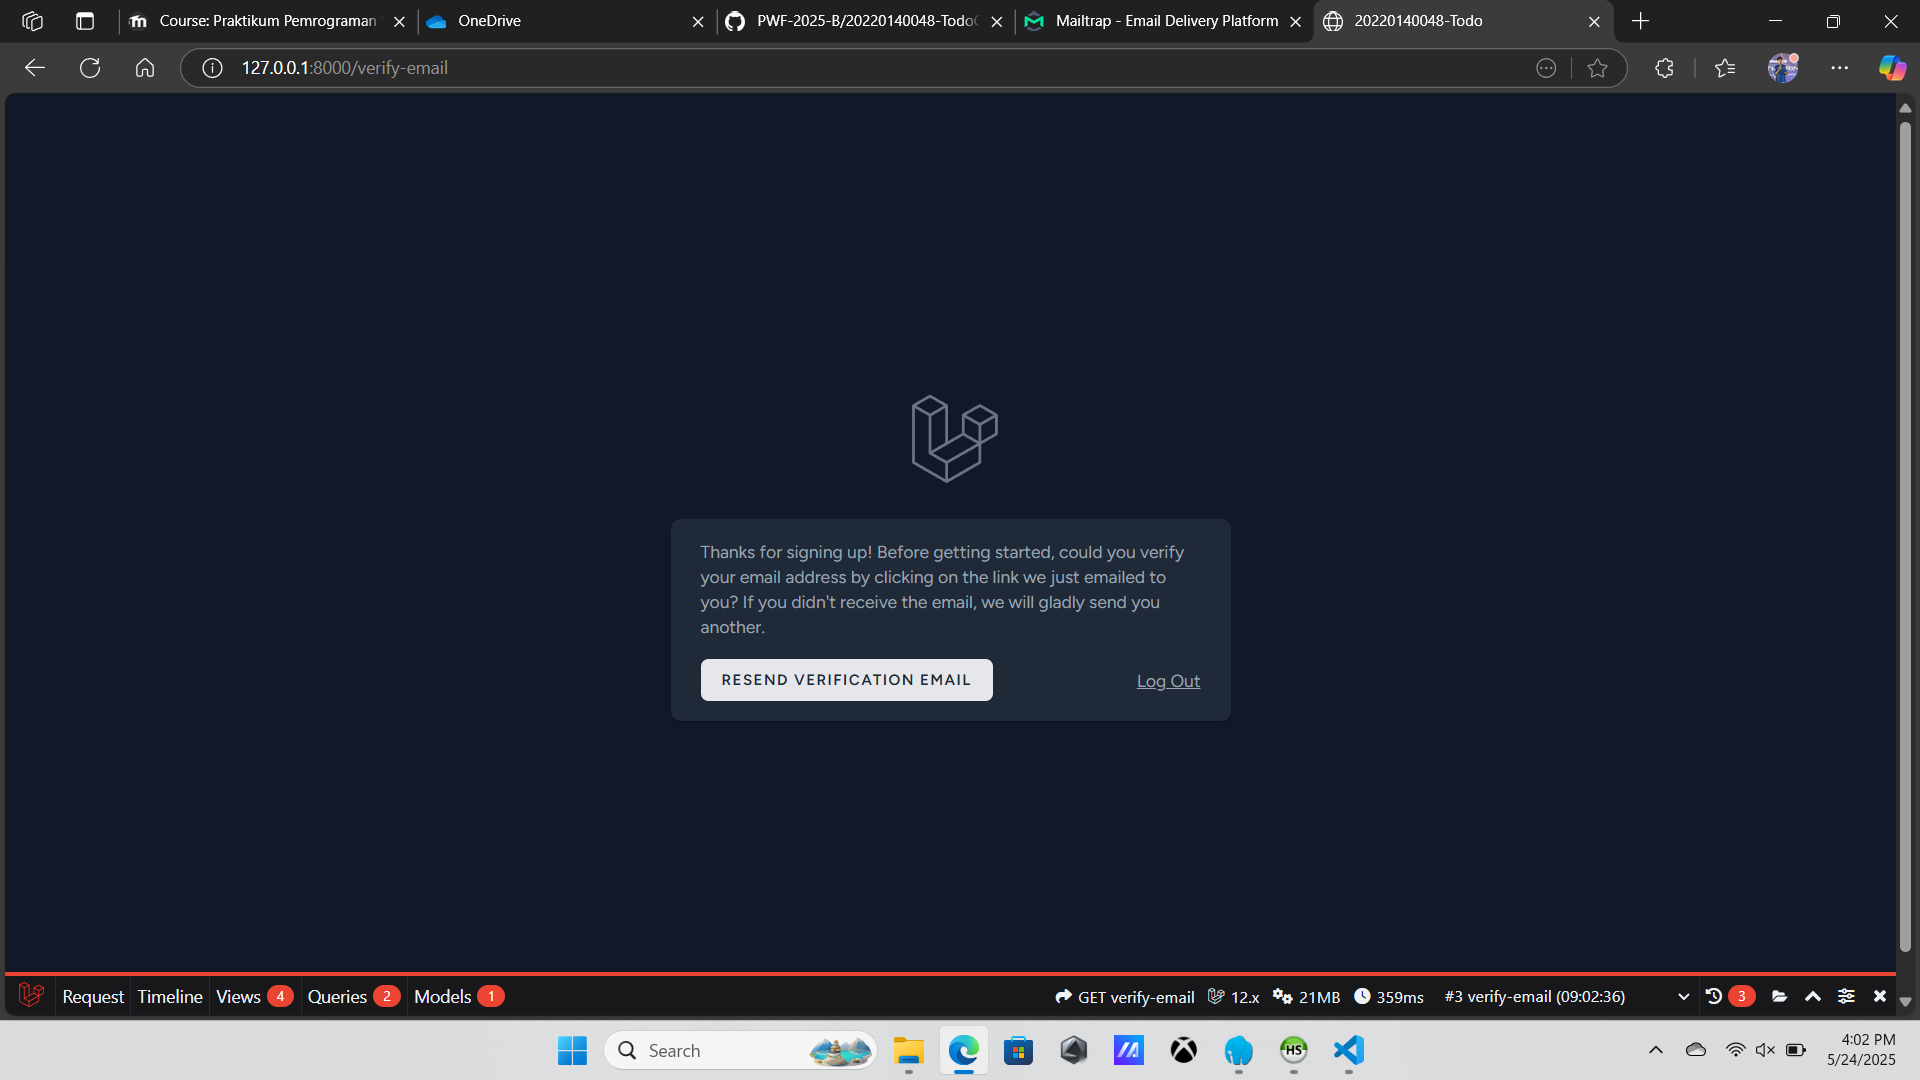 Course: Praktikum Pemrograman
OneDrive
PWF-2025-B/20220140048-Todo
Mailtrap - Email Delivery Platform
20220140048-Todo
127.0.0.1:8000/verify-email
Thanks for signing up! Before getting started, could you verify
your email address by clicking on the link we just emailed to
you? If you didn't receive the email, we will gladly send you
another.
RESEND VERIFICATION EMAIL
Log Out
Request
Timeline
Views 4
Queries 2
Models 1
GET verify-email
12.x
21MB
359ms
#3 verify-email (09:02:36)
3
Search
HS
4:02 PM
5/24/2025